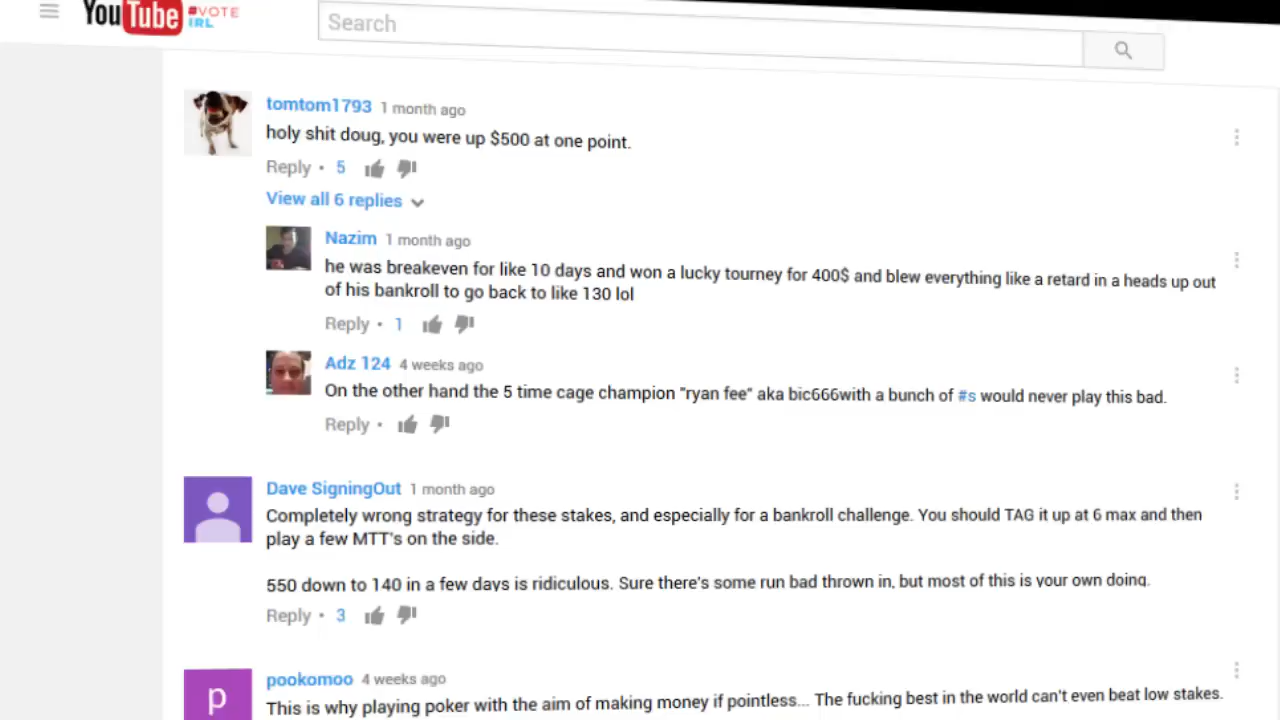 YouTube #VOTE IRL
Search
tomtom1793 1 month ago
holy shit doug, you were up $500 at one point.
Reply • 5
View all 6 replies
Nazim 1 month ago
he was breakeven for like 10 days and won a lucky tourney for 400$ and blew everything like a retard in a heads up out
of his bankroll to go back to like 130 lol
Reply • 1
Adz 124 4 weeks ago
On the other hand the 5 time cage champion "ryan fee" aka bic666with a bunch of #s would never play this bad.
Reply •
Dave SigningOut 1 month ago
Completely wrong strategy for these stakes, and especially for a bankroll challenge. You should TAG it up at 6 max and then
play a few MTT's on the side.
550 down to 140 in a few days is ridiculous. Sure there's some run bad thrown in, but most of this is your own doing.
Reply • 3
p
pookomoo 4 weeks ago
This is why playing poker with the aim of making money if pointless... The fucking best in the world can't even beat low stakes.